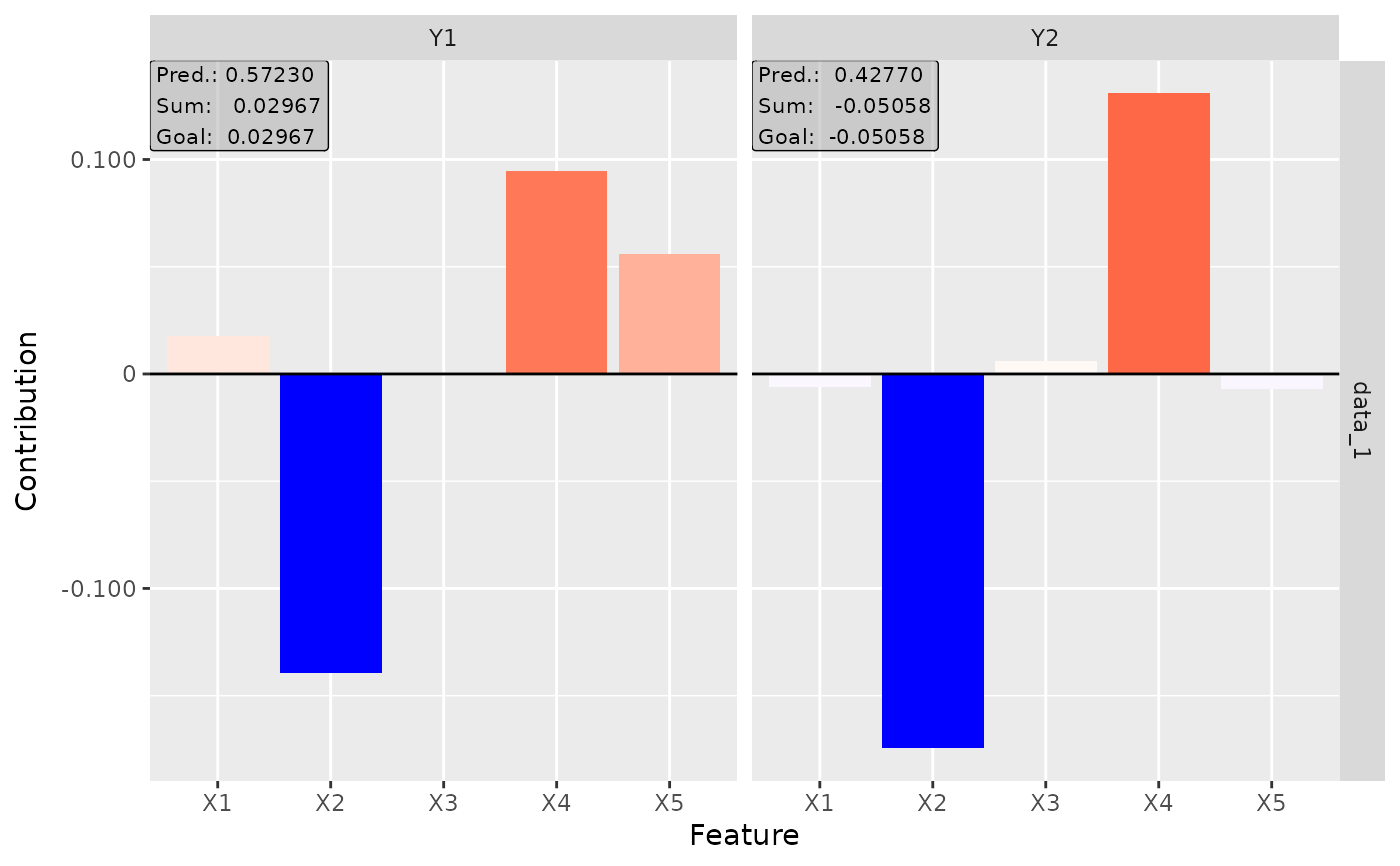 Y1
Y2
Pred.: 0.57230
Sum: 0.02967
Goal: 0.02967
Pred.: 0.42770
Sum: -0.05058
Goal: -0.05058
0.100
0
-0.100
Contribution
data_1
X1 X2 X3 X4 X5
X1 X2 X3 X4 X5
Feature